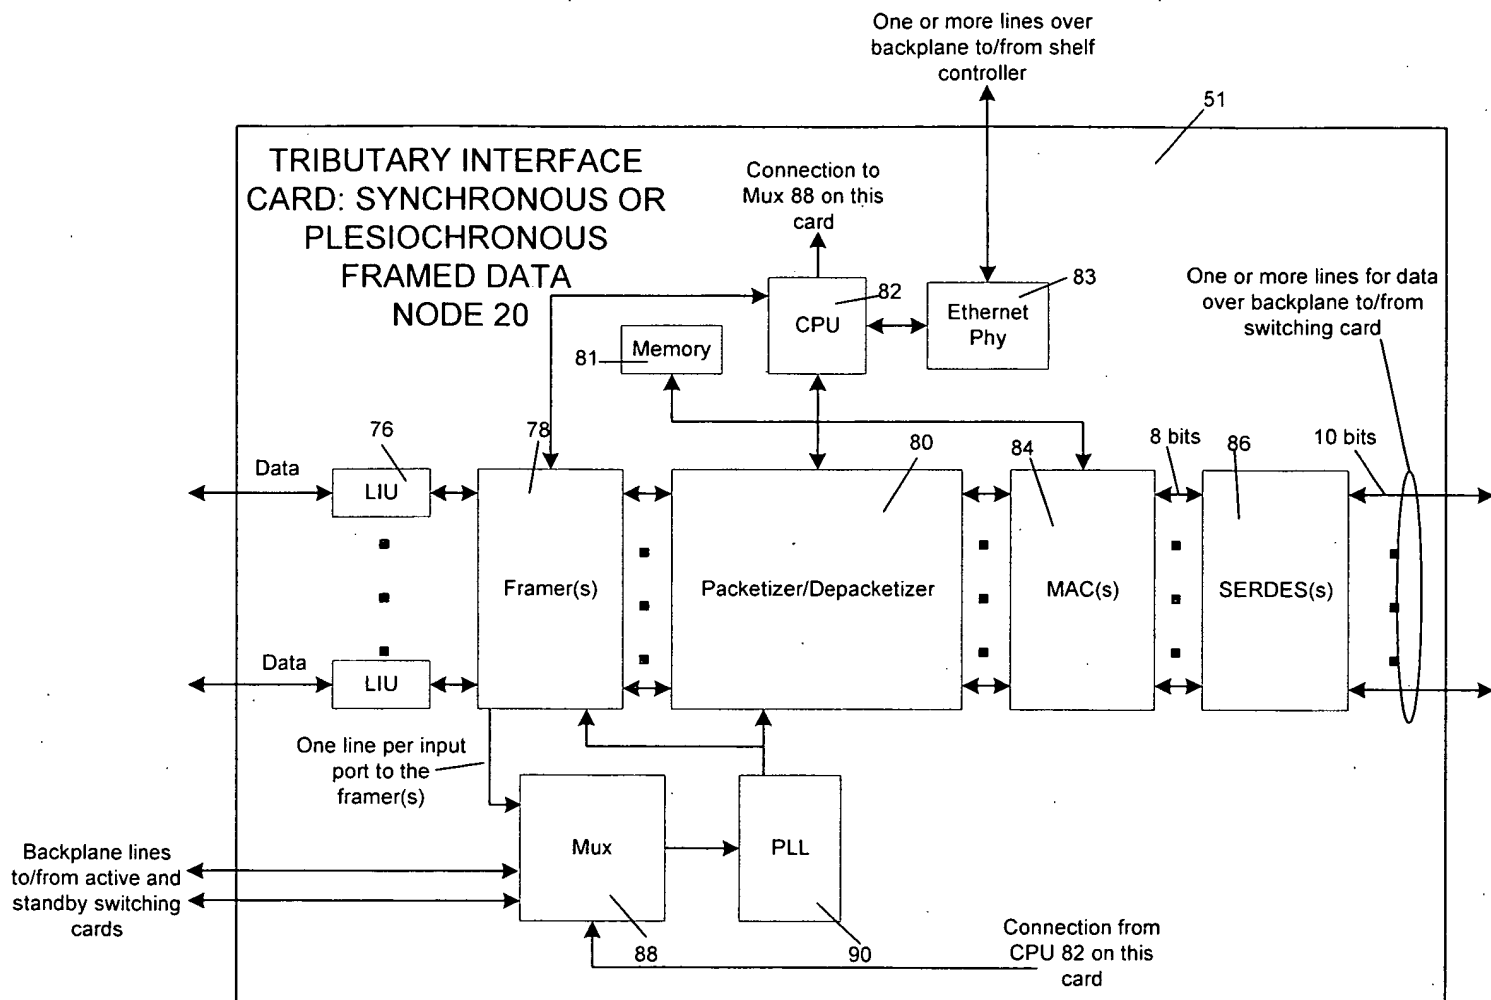 One or more lines over
backplane to/from shelf
controller
51
TRIBUTARY INTERFACE
CARD: SYNCHRONOUS OR
PLESIOCHRONOUS
FRAMED DATA
NODE 20
Connection to
Mux 88 on this
card
82
CPU
83
Ethernet
Phy
One or more lines for data
over backplane to/from
switching card
81
Memory
76
78
80
84
8 bits
86
10 bits
Data
LIU
Framer(s)
Packetizer/Depacketizer
MAC(s)
SERDES(s)
Data
LIU
One line per input
port to the
framer(s)
Mux
PLL
Backplane lines
to/from active and
standby switching
cards
88
90
Connection from
CPU 82 on this
card